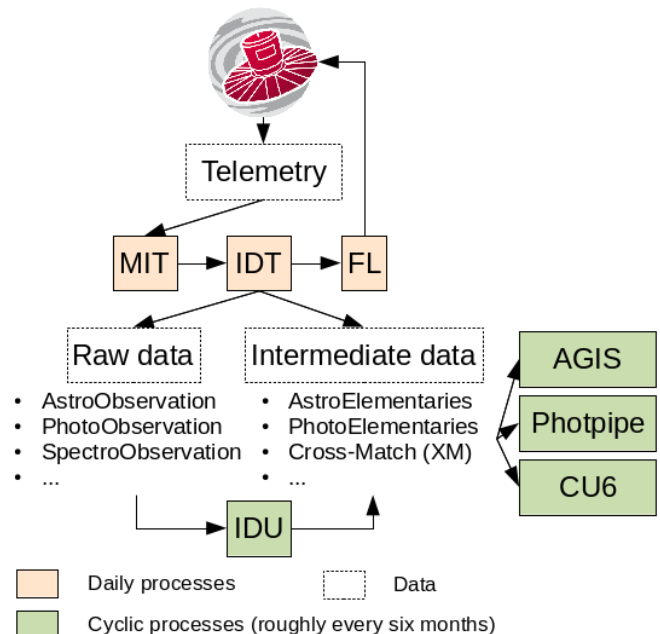 Telemetry
MIT
IDT
FL
Raw data
Intermediate data
• AstroObservation
• PhotoObservation
• SpectroObservation
• ...
• AstroElementaries
• PhotoElementaries
• Cross-Match (XM)
• ...
AGIS
Photpipe
CU6
IDU
Daily processes
Data
Cyclic processes (roughly every six months)